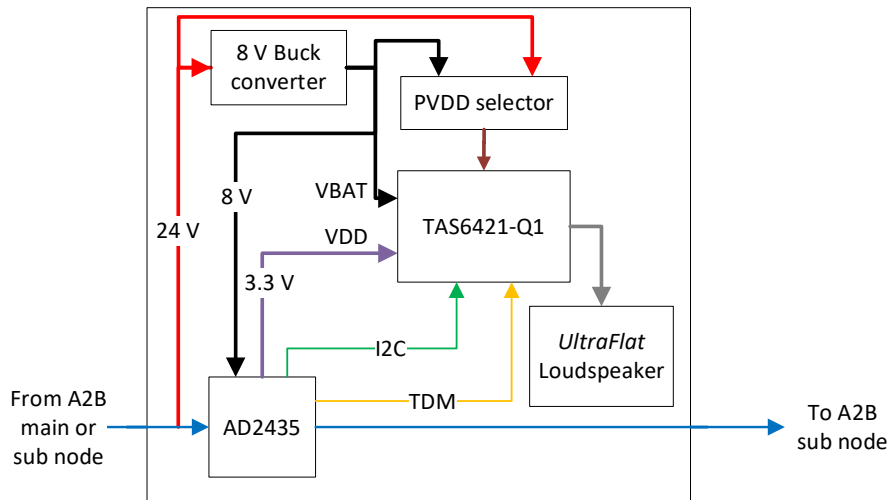 8 V Buck
converter
PVDD selector
8 V
VBAT
24 V
TAS6421-Q1
VDD
3.3 V
UltraFlat
Loudspeaker
I2C
From A2B
main or
sub node
TDM
AD2435
To A2B
sub node